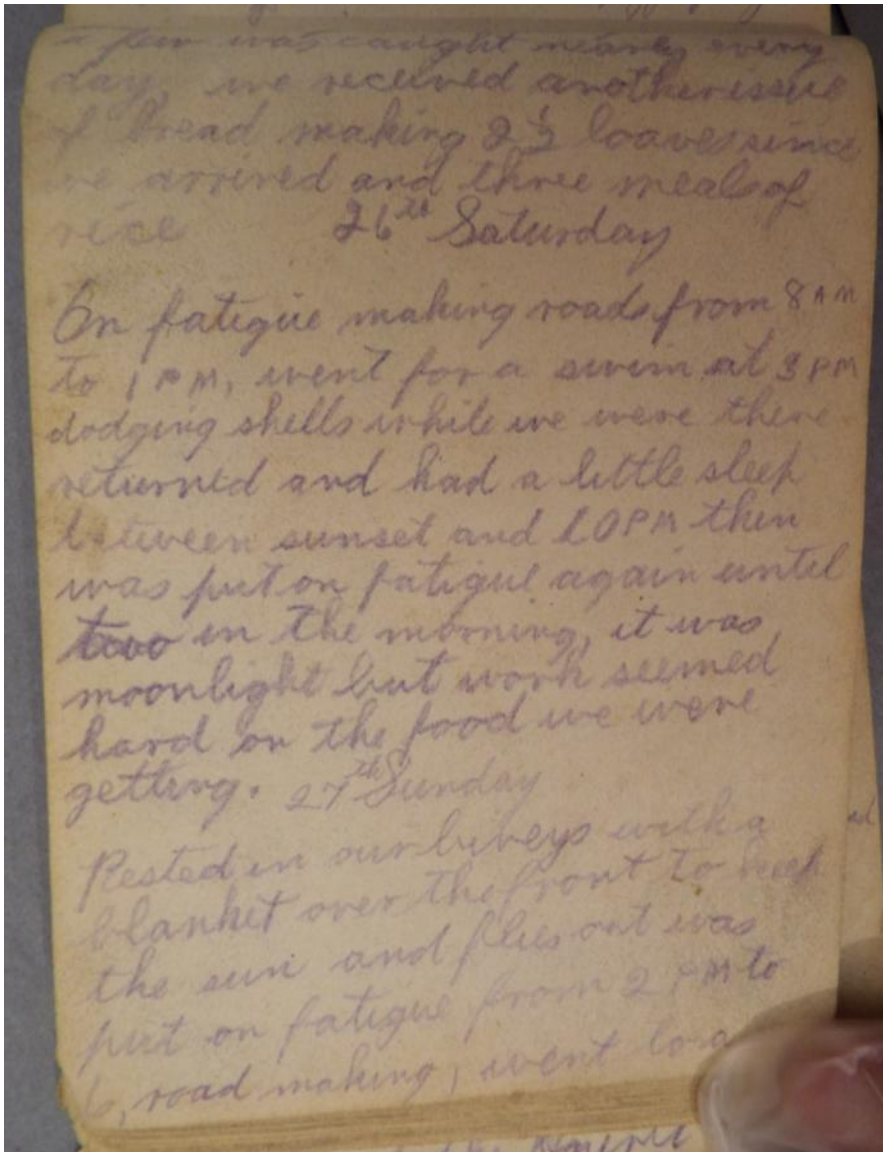 a few was caught nearly every
day, we received another issue
of bread making 2⅓ loaves since
we arrived and three meals of
rice 26th Saturday
On fatigue making roads from 8 AM
to 1 PM, went for a swim at 3 PM
dodging shells while we were there
returned and had a little sleep
between sunset and 10 PM then
was put on fatigue again until
two in the morning, it was
moonlight but work seemed
hard on the food we were
getting. 27th Sunday
Rested in our biveys with a
blanket over the front to keep
the sun and flies out was
put on fatigue from 2 PM to
6, road making, went to a